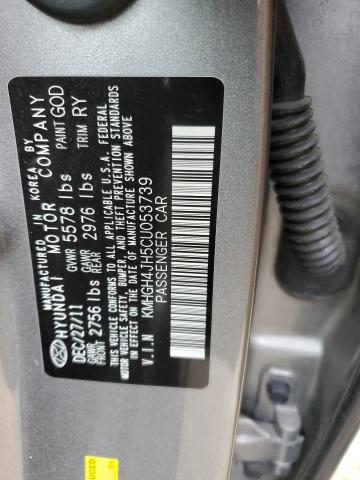 MANUFACTURED IN KOREA BY
HYUNDAI MOTOR COMPANY
DEC/27/11 GVWR 5578 lbs PAINT GOD
GAWR FRONT 2756 lbs GAWR REAR 2976 lbs TRIM RY
THIS VEHICLE CONFORMS TO ALL APPLICABLE U.S.A. FEDERAL
MOTOR VEHICLE SAFETY, BUMPER, AND THEFT PREVENTION STANDARDS
IN EFFECT ON THE DATE OF MANUFACTURE SHOWN ABOVE.
V.I.N KMHGH4JH5CU053739
PASSENGER CAR
UCED